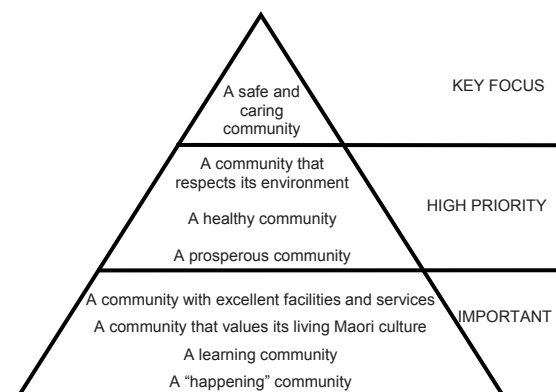 A safe and
caring
community
KEY FOCUS
A community that
respects its environment
A healthy community
A prosperous community
HIGH PRIORITY
A community with excellent facilities and services
A community that values its living Maori culture
A learning community
A “happening” community
IMPORTANT